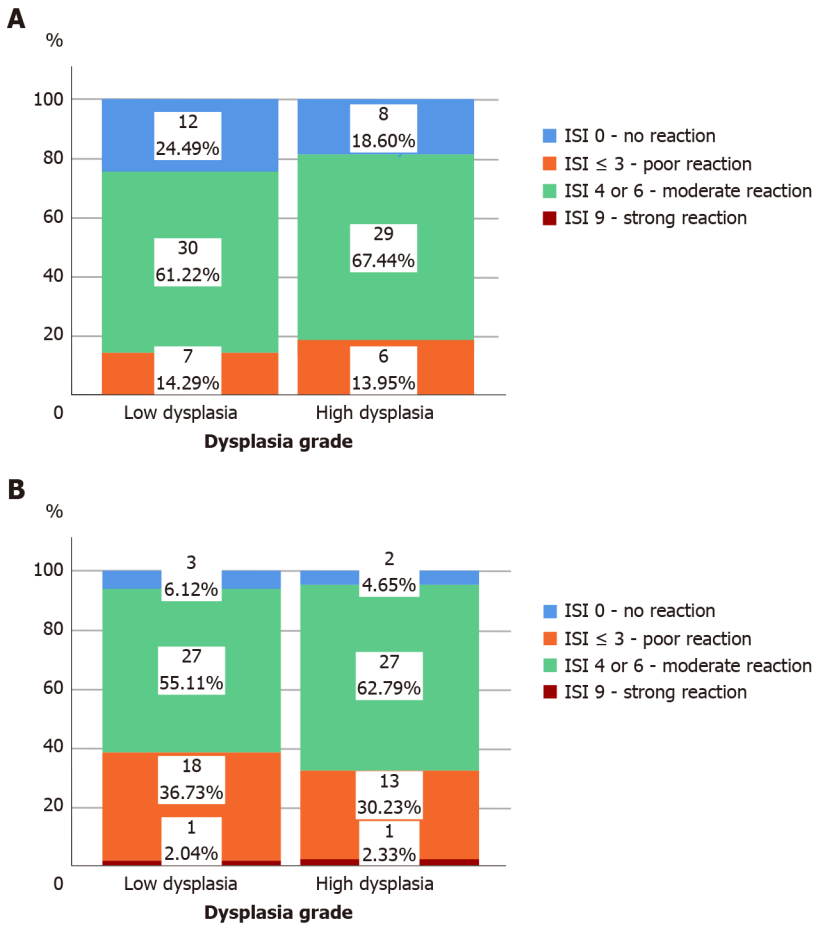 A
%
100
80
60
40
20
0
12
24.49%
30
61.22%
7
14.29%
8
18.60%
29
67.44%
6
13.95%
Low dysplasia
High dysplasia
Dysplasia grade
ISI 0 - no reaction
ISI ≤ 3 - poor reaction
ISI 4 or 6 - moderate reaction
ISI 9 - strong reaction
B
%
100
80
60
40
20
0
3
6.12%
27
55.11%
18
36.73%
1
2.04%
2
4.65%
27
62.79%
13
30.23%
1
2.33%
Low dysplasia
High dysplasia
Dysplasia grade
ISI 0 - no reaction
ISI ≤ 3 - poor reaction
ISI 4 or 6 - moderate reaction
ISI 9 - strong reaction